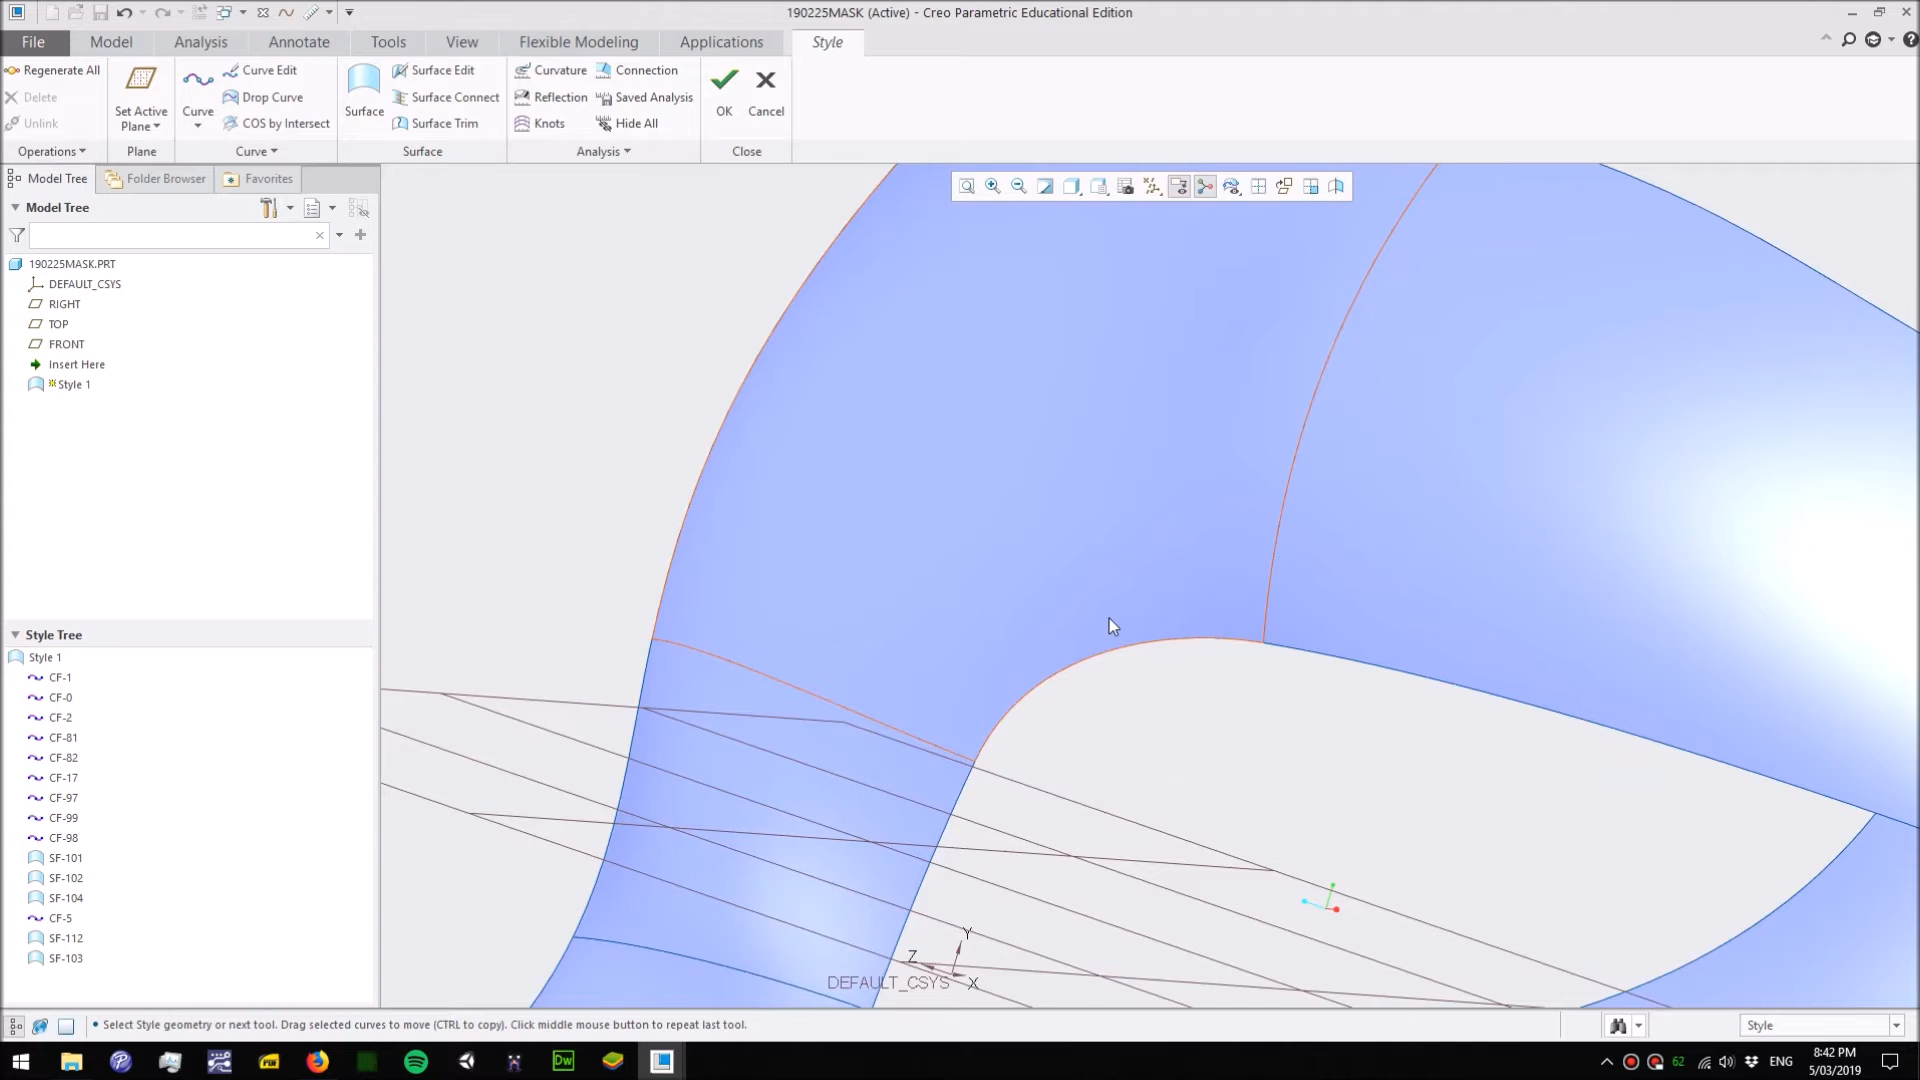 190225MASK (Active) - Creo Parametric Educational Edition
File Model Analysis Annotate Tools View Flexible Modeling Applications Style
Regenerate All
Delete
Unlink
Operations
Set Active
Plane
Plane
Curve
Curve Edit
Drop Curve
COS by Intersect
Curve
Surface
Surface Edit
Surface Connect
Surface Trim
Surface
Curvature
Reflection
Knots
Connection
Saved Analysis
Hide All
Analysis
OK
Cancel
Close
Model Tree Folder Browser Favorites
Model Tree
190225MASK.PRT
DEFAULT_CSYS
RIGHT
TOP
FRONT
Insert Here
Style 1
Style Tree
Style 1
CF-1
CF-0
CF-2
CF-81
CF-82
CF-17
CF-97
CF-99
CF-98
SF-101
SF-102
SF-104
CF-5
SF-112
SF-103
Y
Z
X
DEFAULT_CSYS
Select Style geometry or next tool. Drag selected curves to move (CTRL to copy). Click middle mouse button to repeat last tool.
Style
Dw
62
ENG
8:42 PM
5/03/2019